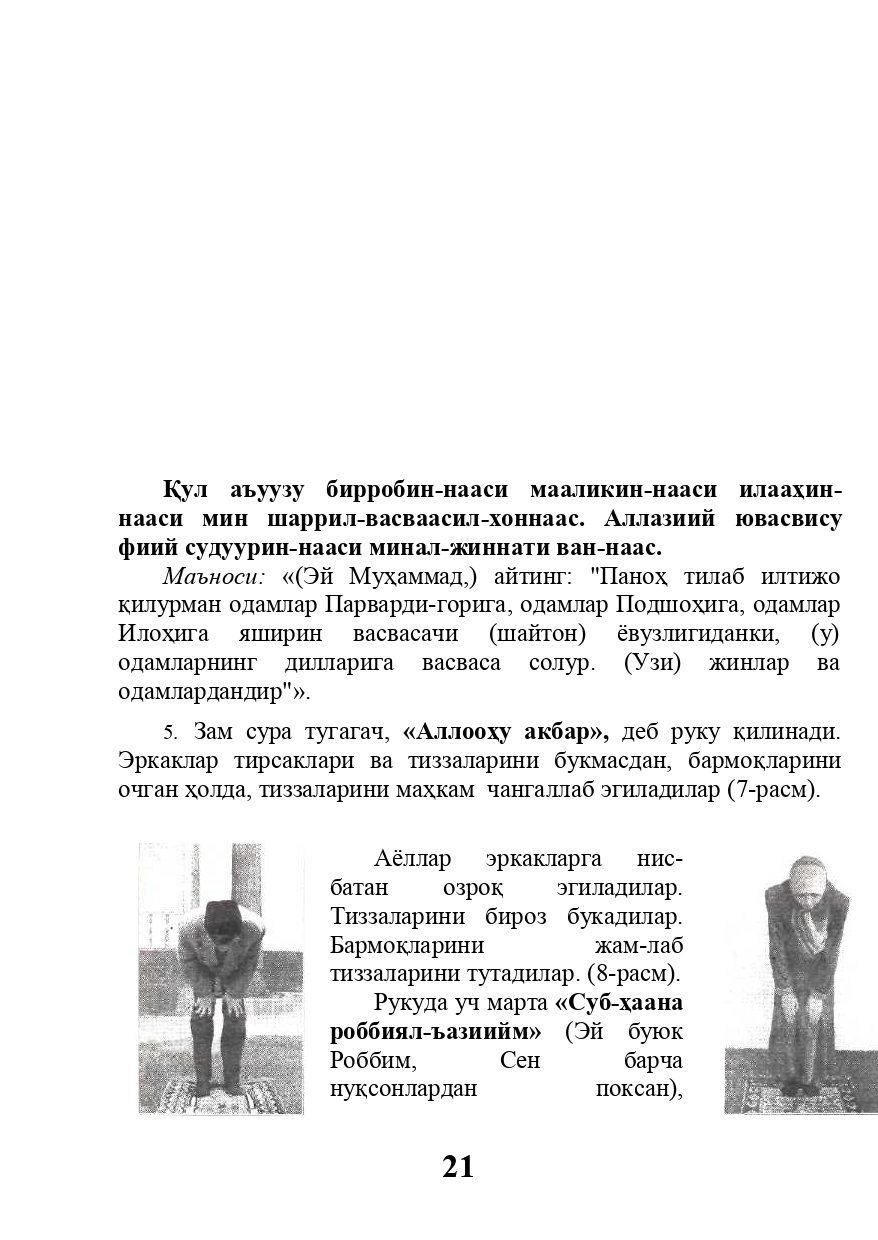 Қул аъуузу бирробин-нааси мааликин-нааси илааҳин-
нааси мин шаррил-васваасил-хоннаас. Аллазиий ювасвису
фиий судуурин-нааси минал-жиннати ван-наас.
Маъноси: «(Эй Муҳаммад,) айтинг: "Паноҳ тилаб илтижо
қилурман одамлар Парварди-горига, одамлар Подшоҳига, одамлар
Илоҳига яширин васвасачи (шайтон) ёвузлигиданки, (у)
одамларнинг дилларига васваса солур. (Узи) жинлар ва
одамлардандир"».
5. Зам сура тугагач, «Аллооҳу акбар», деб руку қилинади.
Эркаклар тирсаклари ва тиззаларини букмасдан, бармоқларини
очган ҳолда, тиззаларини маҳкам чангаллаб эгиладилар (7-расм).
Аёллар эркакларга нис-
батан озроқ эгиладилар.
Тиззаларини бироз букадилар.
Бармоқларини жам-лаб
тиззаларини тутадилар. (8-расм).
Рукуда уч марта «Суб-ҳаана
роббиял-ъазиийм» (Эй буюк
Роббим, Сен барча
нуқсонлардан поксан),
21